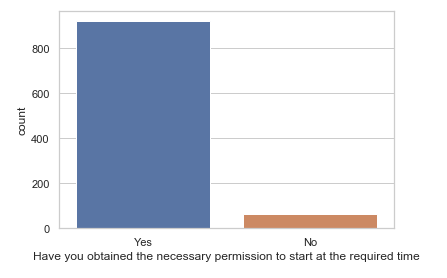 800
600
400
200
0
count
Yes No
Have you obtained the necessary permission to start at the required time